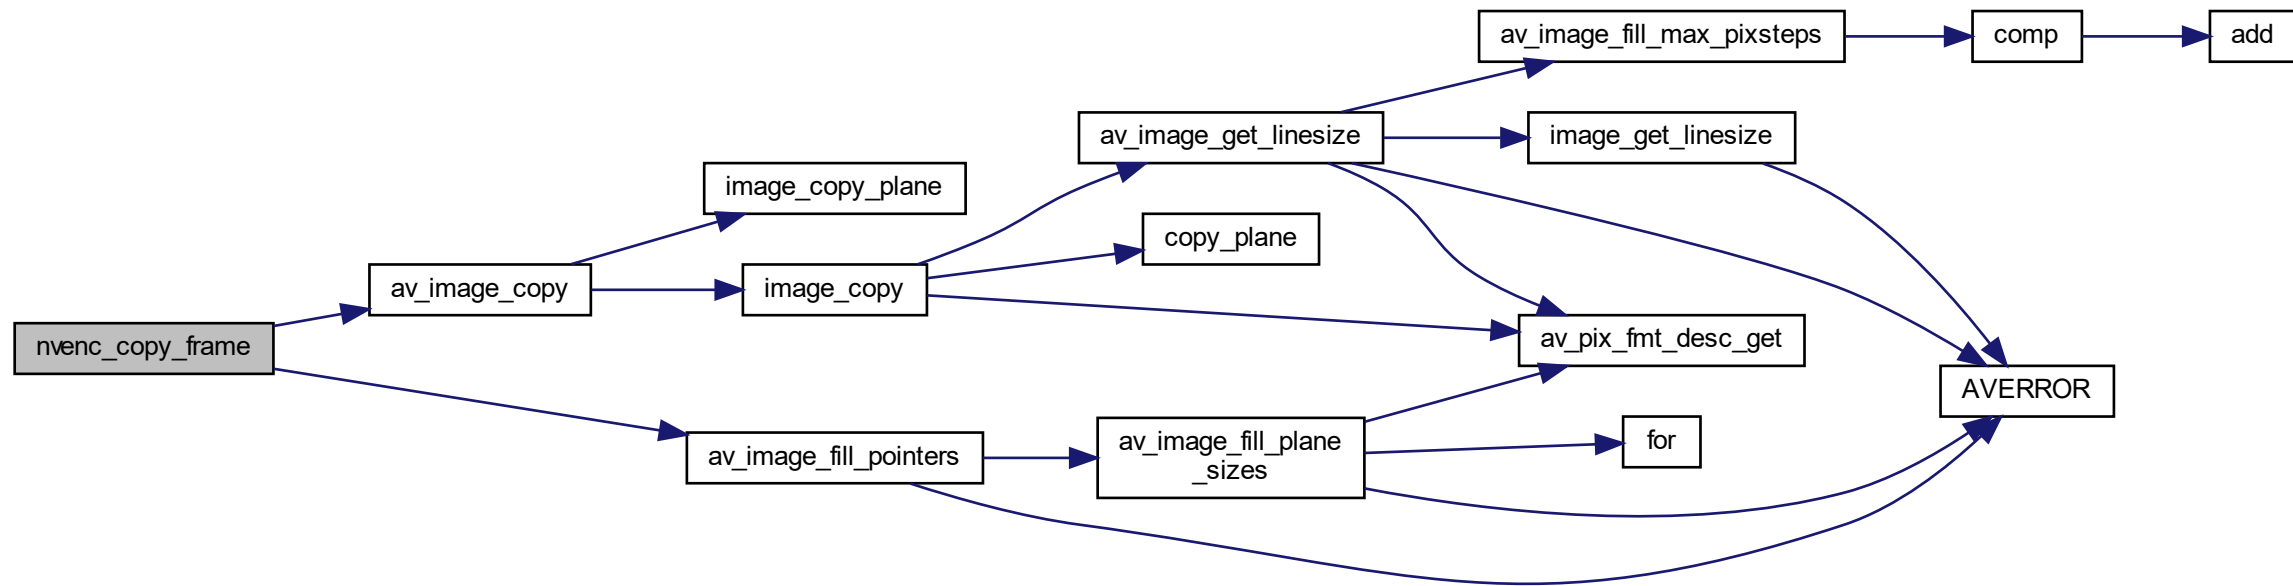 av_image_fill_max_pixsteps
comp
add
av_image_get_linesize
image_get_linesize
image_copy_plane
copy_plane
av_image_copy
image_copy
nvenc_copy_frame
av_pix_fmt_desc_get
AVERROR
av_image_fill_pointers
av_image_fill_plane
_sizes
for